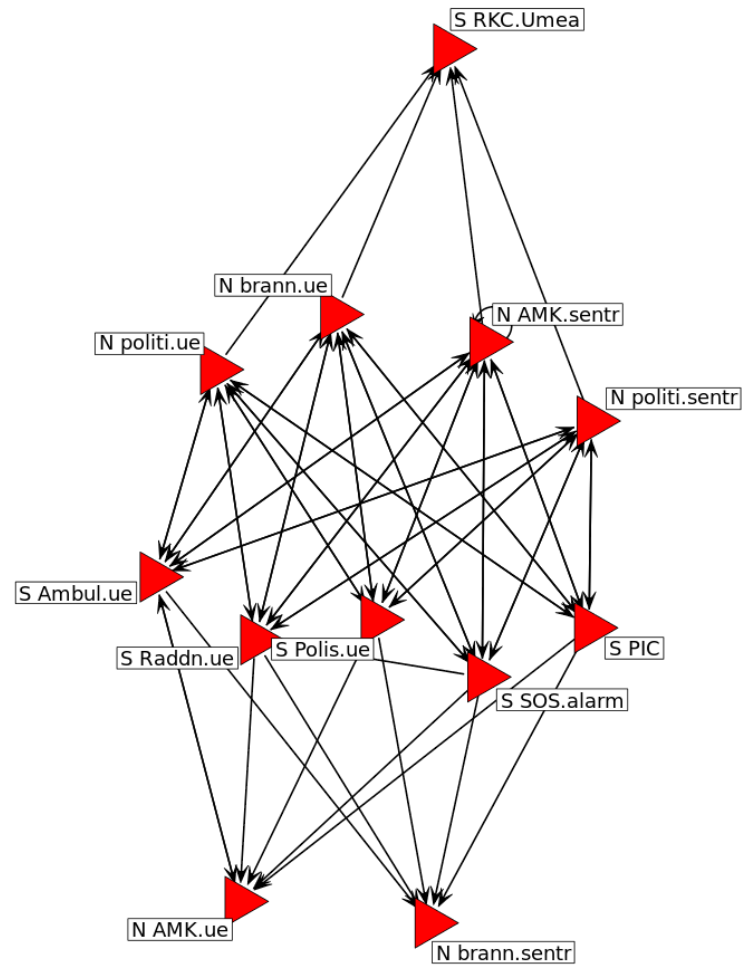 S RKC.Umea
N brann.ue
N AMK.sentr
N politi.ue
N politi.sentr
S Ambul.ue
S Raddn.ue
S Polis.ue
S PIC
S SOS.alarm
N AMK.ue
N brann.sentr